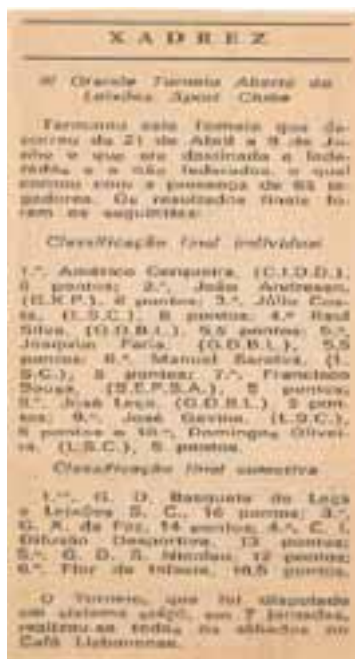 XADREZ
III Grande Torneio Aberto do
Leixões Sport Clube
Terminou este Torneio que de-
correu de 21 de Abril a 9 de Ju-
nho e que era destinado a fede-
rados e a não federados, o qual
contou com a presença de 65 jo-
gadores. Os resultados finais fo-
ram os seguintes:
Classificação final individual
1.º, Américo Cerqueira, (C.I.D.D.),
6 pontos; 2.º, João Andresen,
(G.X.P.), 6 pontos; 3.º, Júlio Cos-
ta, (L.S.C.), 6 pontos; 4.º Raul
Silva, (G.D.B.L.), 5,5 pontos; 5.º,
Joaquim Faria, (G.D.B.L.), 5,5
pontos; 6.º, Manuel Saraiva, (L.
S.C.), 5 pontos; 7.º, Francisco
Sousa, (S.E.P.S.A.), 5 pontos;
8.º, José Leça, (G.D.B.L.) 5 pon-
tos; 9.º, José Gavina, (L.S.C.),
5 pontos e 10.º, Domingos Olivei-
ra, (L.S.C.), 5 pontos.
Classificação final colectiva
1.º, G. D. Basquete de Leça
e Leixões S. C., 16 pontos; 3.º,
G. X. da Foz, 14 pontos; 4.º, C. I.
Difusão Desportiva, 13 pontos;
5.º, G. D. S. Nicolau, 12 pontos;
6.º, Flor de Infesta, 10,5 pontos.
O Torneio, que foi disputado
em sistema suíço, em 7 jornadas,
realizou-se todos os sábados no
Café Lisbonense.